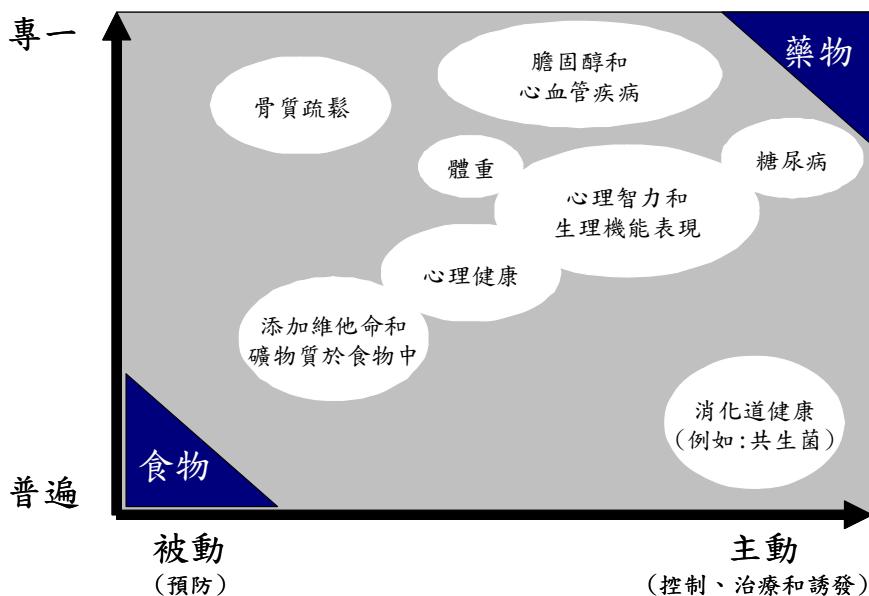 專一
藥物
膽固醇和
心血管疾病
骨質疏鬆
體重
糖尿病
心理智力和
生理機能表現
心理健康
添加維他命和
礦物質於食物中
消化道健康
(例如:共生菌)
食物
普遍
被動
(預防)
主動
(控制、治療和誘發)